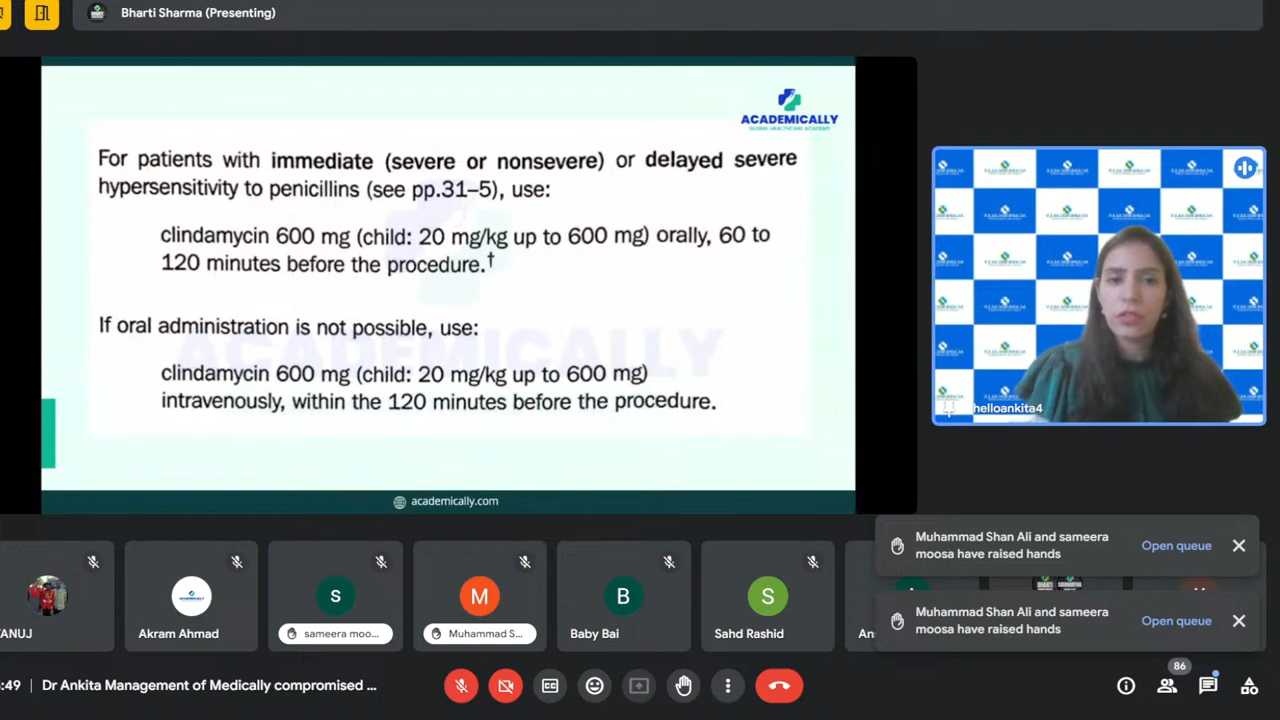 Bharti Sharma (Presenting)
ACADEMICALLY
GLOBAL HEALTHCARE ACADEMY
For patients with immediate (severe or nonsevere) or delayed severe
hypersensitivity to penicillins (see pp.31–5), use:
clindamycin 600 mg (child: 20 mg/kg up to 600 mg) orally, 60 to
120 minutes before the procedure.†
If oral administration is not possible, use:
clindamycin 600 mg (child: 20 mg/kg up to 600 mg)
intravenously, within the 120 minutes before the procedure.
ACADEMICALLY
academically.com
helloankita4
Muhammad Shan Ali and sameera
moosa have raised hands
Open queue
Muhammad Shan Ali and sameera
moosa have raised hands
Open queue
ANUJ
Akram Ahmad
S
sameera moo...
M
Muhammad S...
B
Baby Bai
S
Sahd Rashid
:49 | Dr Ankita Management of Medically compromised ...
86